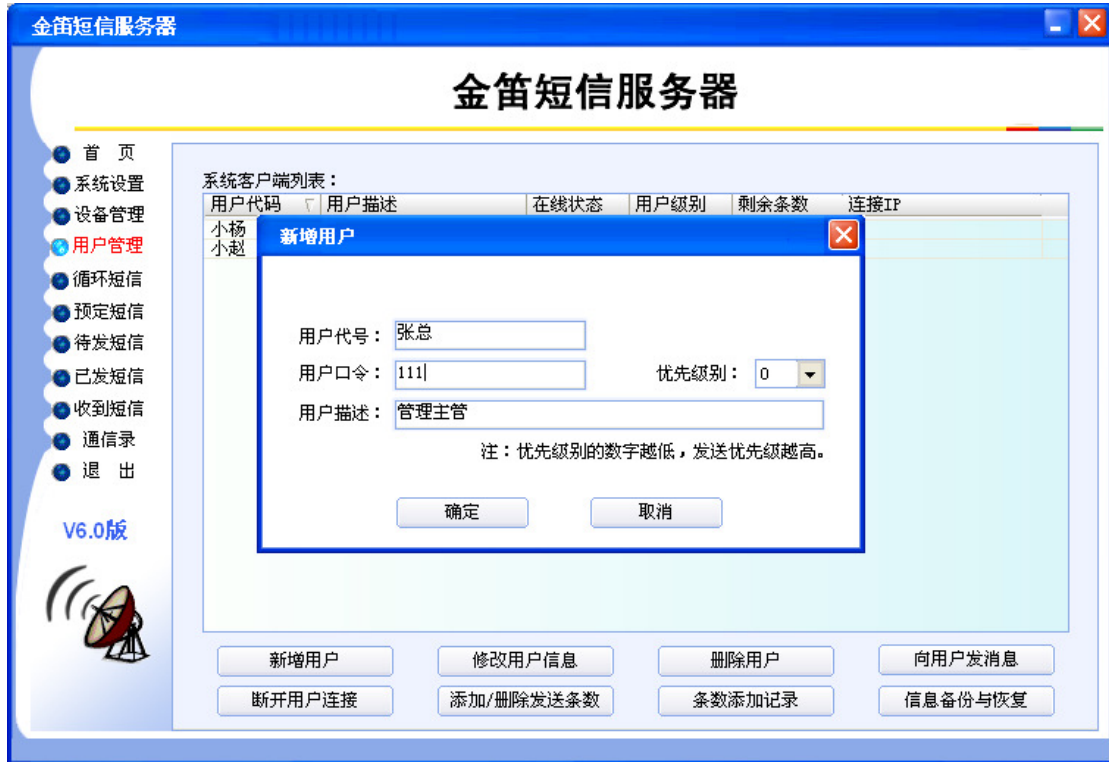 金笛短信服务器
金笛短信服务器
首 页
系统设置
设备管理
用户管理
循环短信
预定短信
待发短信
已发短信
收到短信
通信录
退 出
V6.0版
系统客户端列表：
用户代码 用户描述 在线状态 用户级别 剩余条数 连接IP
小杨
小赵
新增用户
用户代号： 张总
用户口令： 111 优先级别： 0
用户描述： 管理主管
注：优先级别的数字越低，发送优先级越高。
确定 取消
新增用户 修改用户信息 删除用户 向用户发消息
断开用户连接 添加/删除发送条数 条数添加记录 信息备份与恢复